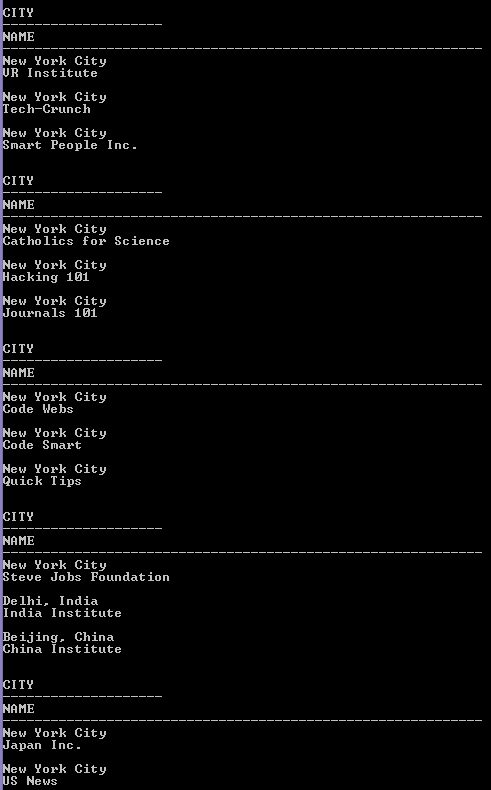 CITY
--------------------
NAME
------------------------------------------------------------
New York City
VR Institute
New York City
Tech-Crunch
New York City
Smart People Inc.
CITY
--------------------
NAME
------------------------------------------------------------
New York City
Catholics for Science
New York City
Hacking 101
New York City
Journals 101
CITY
--------------------
NAME
------------------------------------------------------------
New York City
Code Webs
New York City
Code Smart
New York City
Quick Tips
CITY
--------------------
NAME
------------------------------------------------------------
New York City
Steve Jobs Foundation
Delhi, India
India Institute
Beijing, China
China Institute
CITY
--------------------
NAME
------------------------------------------------------------
New York City
Japan Inc.
New York City
US News